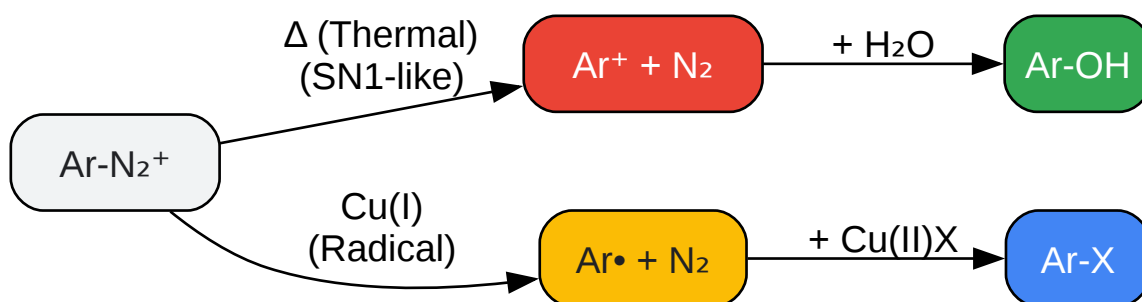 Ar-N₂⁺
Δ (Thermal)
(SN1-like)
Ar⁺ + N₂
+ H₂O
Ar-OH
Cu(I)
(Radical)
Ar• + N₂
+ Cu(II)X
Ar-X